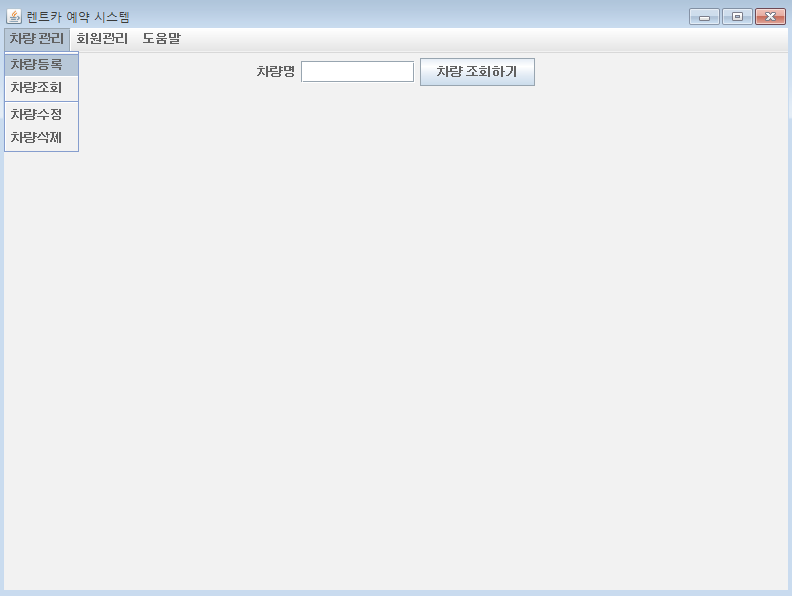 렌트카 예약 시스템
차량 관리 회원관리 도움말
차량등록
차량조회
차량수정
차량삭제
차량명
차량 조회하기